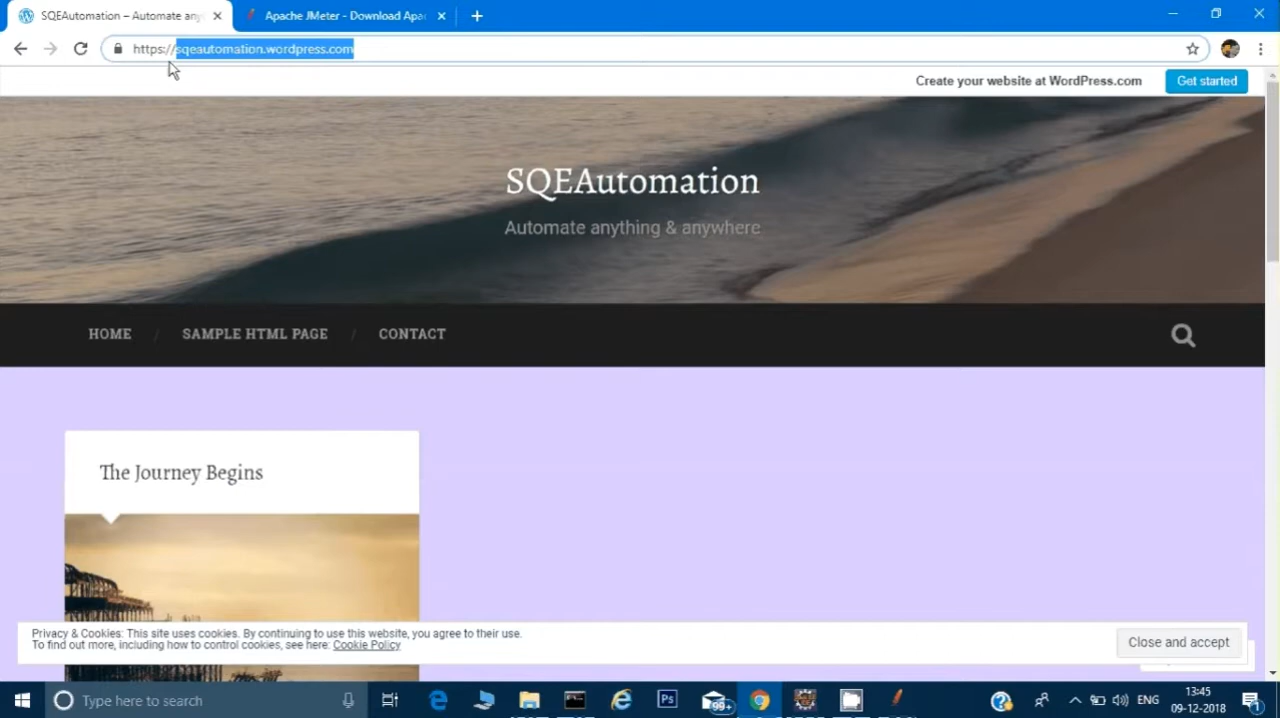 SQEAutomation – Automate any
Apache JMeter - Download Apa
https://sqeautomation.wordpress.com
Create your website at WordPress.com
Get started
SQEAutomation
Automate anything & anywhere
HOME / SAMPLE HTML PAGE / CONTACT
The Journey Begins
Privacy & Cookies: This site uses cookies. By continuing to use this website, you agree to their use.
To find out more, including how to control cookies, see here: Cookie Policy
Close and accept
Type here to search
Ps
99+
ENG
13:45
09-12-2018
1